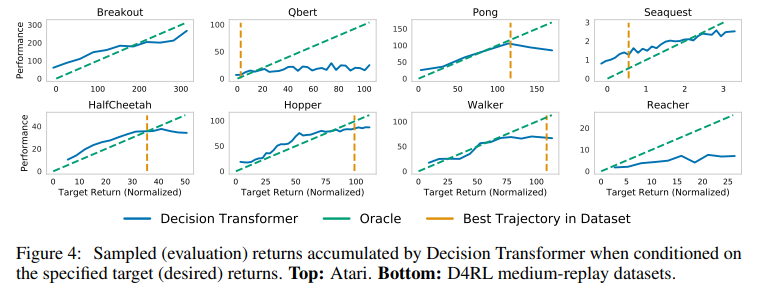 Breakout Qbert Pong Seaquest
Performance
300
200
100
0
0 100 200 300
100
75
50
25
0
0 20 40 60 80 100
150
100
50
0
0 50 100 150
3
2
1
0
0 1 2 3
HalfCheetah Hopper Walker Reacher
Performance
40
20
0
0 10 20 30 40 50
100
50
0
0 25 50 75 100
100
50
0
0 25 50 75 100
20
10
0
0 5 10 15 20 25
Target Return (Normalized) Target Return (Normalized) Target Return (Normalized) Target Return (Normalized)
Decision Transformer Oracle Best Trajectory in Dataset
Figure 4: Sampled (evaluation) returns accumulated by Decision Transformer when conditioned on
the specified target (desired) returns. Top: Atari. Bottom: D4RL medium-replay datasets.